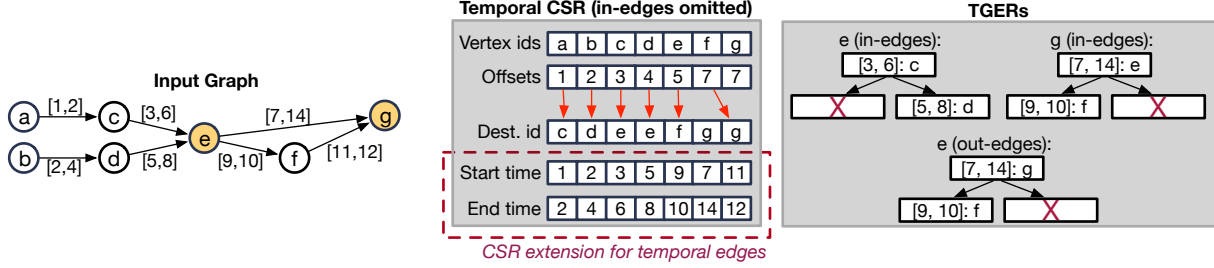 Input Graph
a
[1,2]
c
[3,6]
b
[2,4]
d
[5,8]
e
[7,14]
[9,10]
f
[11,12]
g
Temporal CSR (in-edges omitted)
Vertex ids a b c d e f g
Offsets 1 2 3 4 5 7 7
Dest. id c d e e f g g
Start time 1 2 3 5 9 7 11
End time 2 4 6 8 10 14 12
CSR extension for temporal edges
TGERs
e (in-edges):
[3, 6]: c
[5, 8]: d
g (in-edges):
[7, 14]: e
[9, 10]: f
e (out-edges):
[7, 14]: g
[9, 10]: f